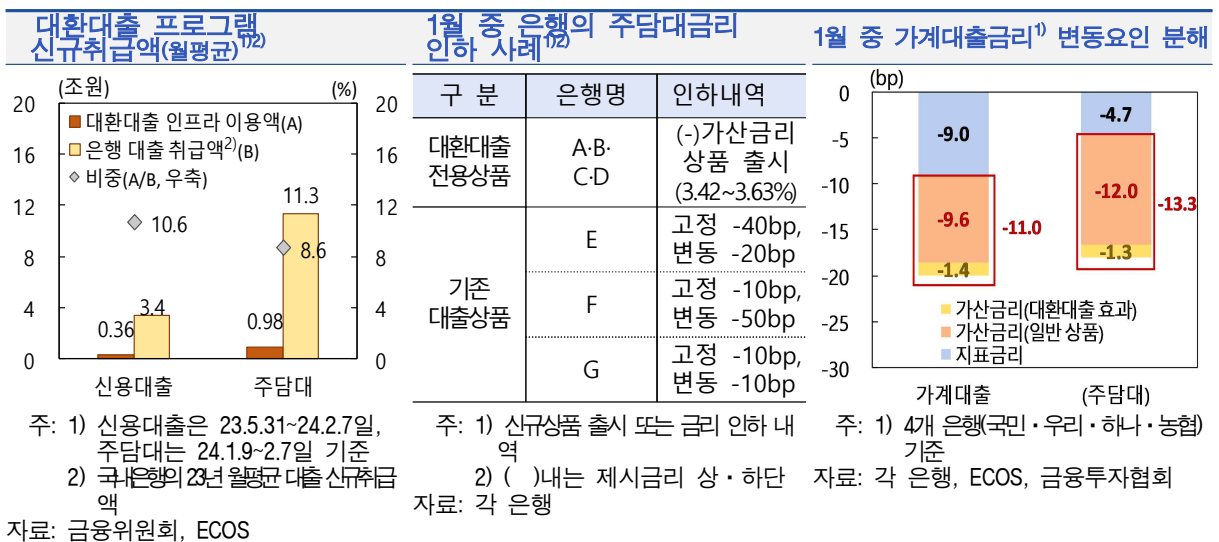 대환대출 프로그램
신규취급액(월평균)1)2)
(조원)
(%)
20
16
12
8
4
0
20
16
12
8
4
0
대환대출 인프라 이용액(A)
은행 대출 취급액2)(B)
비중(A/B, 우축)
11.3
10.6
8.6
3.4
0.36
0.98
신용대출
주담대
주: 1) 신용대출은 23.5.31~24.2.7일,
주담대는 24.1.9~2.7일 기준
2) 국내은행의 23년 월평균 대출 신규취급
액
자료: 금융위원회, ECOS
1월 중 은행의 주담대금리
인하 사례1)2)
구 분
은행명
인하내역
대환대출
전용상품
A·B·
C·D
(-)가산금리
상품 출시
(3.42~3.63%)
기존
대출상품
E
고정 -40bp,
변동 -20bp
F
고정 -10bp,
변동 -50bp
G
고정 -10bp,
변동 -10bp
주: 1) 신규상품 출시 또는 금리 인하 내
역
2) ( )내는 제시금리 상·하단
자료: 각 은행
1월 중 가계대출금리1) 변동요인 분해
(bp)
0
-5
-10
-15
-20
-25
-30
-9.0
-9.6
-1.4
-11.0
-4.7
-12.0
-1.3
-13.3
가산금리(대환대출 효과)
가산금리(일반 상품)
지표금리
가계대출
(주담대)
주: 1) 4개 은행(국민·우리·하나·농협)
기준
자료: 각 은행, ECOS, 금융투자협회